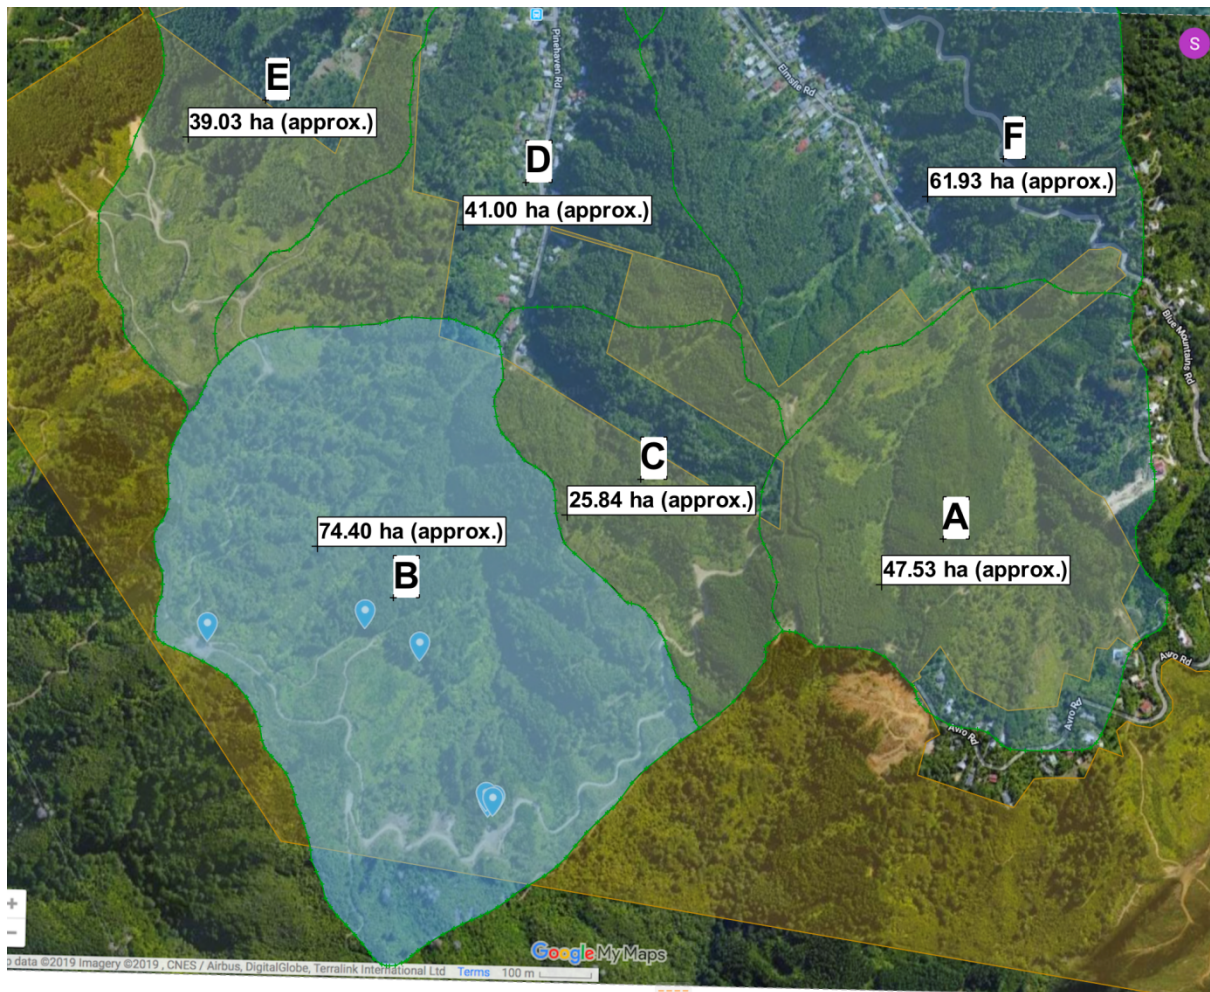 S
Pinehaven Rd
E
Elmslie Rd
39.03 ha (approx.)
F
D
61.93 ha (approx.)
41.00 ha (approx.)
Blue Mountains Rd
C
25.84 ha (approx.)
A
74.40 ha (approx.)
B
47.53 ha (approx.)
Avro Rd
Avro Rd
Avro Rd
+
−
Google My Maps
data ©2019 Imagery ©2019 , CNES / Airbus, DigitalGlobe, Terralink International Ltd Terms 100 m